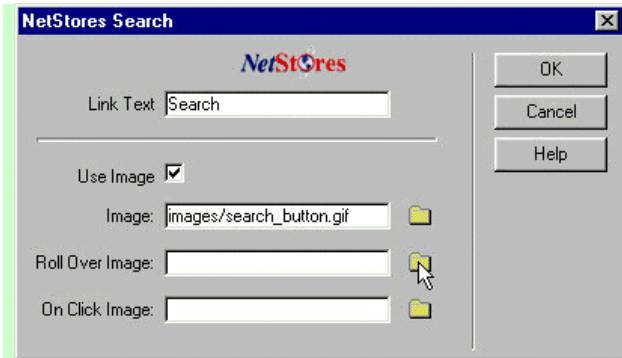 NetStores Search
NetStores
Link Text Search
Use Image
Image: images/search_button.gif
Roll Over Image:
On Click Image:
OK
Cancel
Help